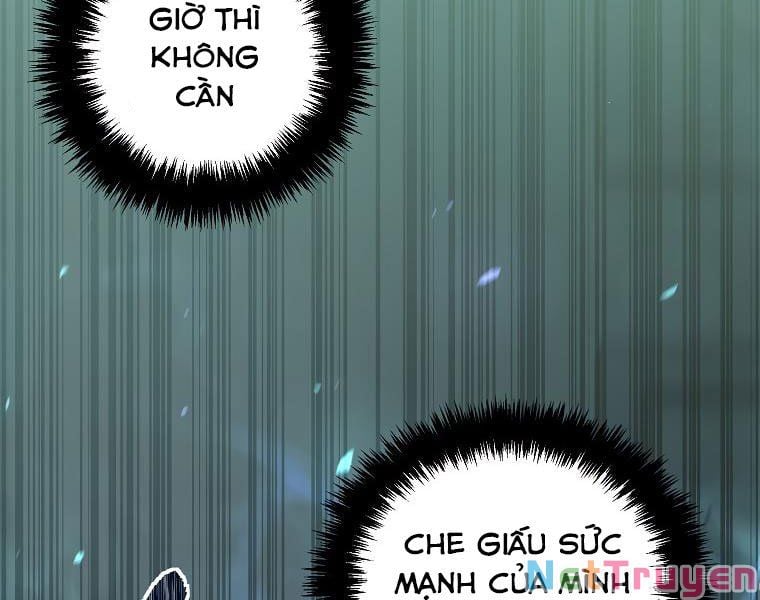 GIỜ THÌ
KHÔNG
CẦN
CHE GIẤU SỨC
MẠNH CỦA MÌNH
NetTruyen